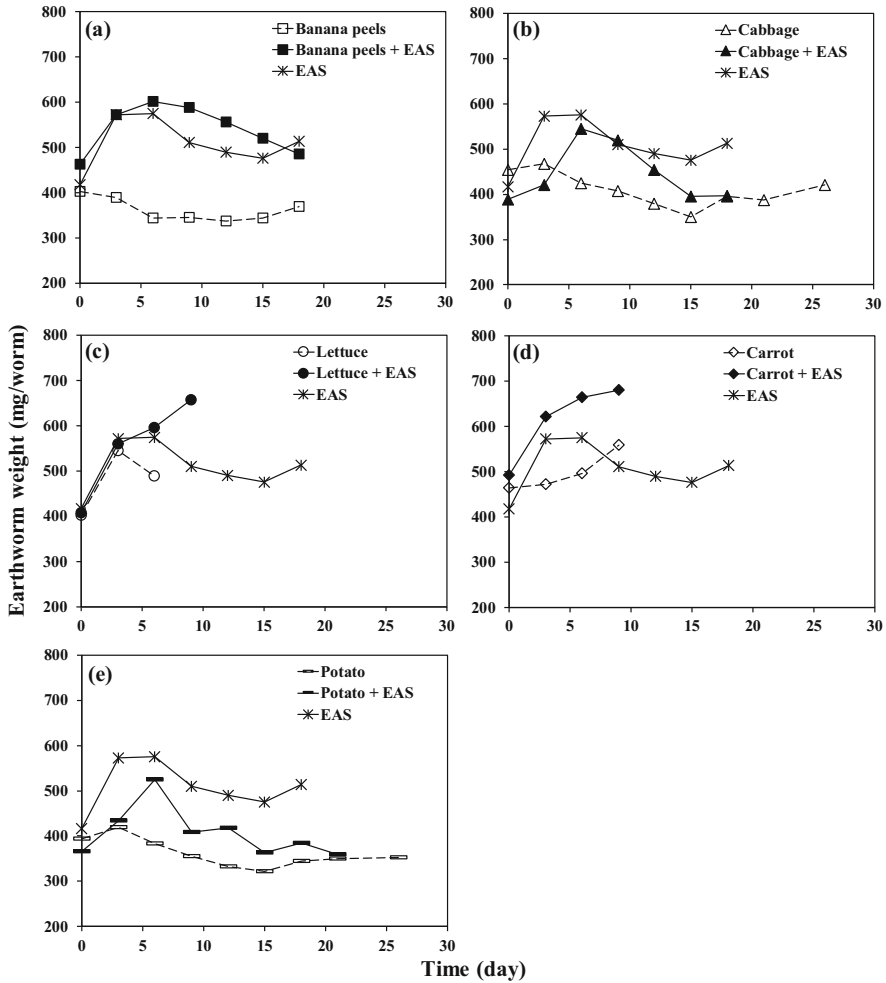 Earthworm weight (mg/worm)
(a)
Banana peels
Banana peels + EAS
EAS
800
700
600
500
400
300
200
0 5 10 15 20 25 30
(b)
Cabbage
Cabbage + EAS
EAS
800
700
600
500
400
300
200
0 5 10 15 20 25 30
(c)
Lettuce
Lettuce + EAS
EAS
800
700
600
500
400
300
200
0 5 10 15 20 25 30
(d)
Carrot
Carrot + EAS
EAS
800
700
600
500
400
300
200
0 5 10 15 20 25 30
(e)
Potato
Potato + EAS
EAS
800
700
600
500
400
300
200
0 5 10 15 20 25 30
Time (day)